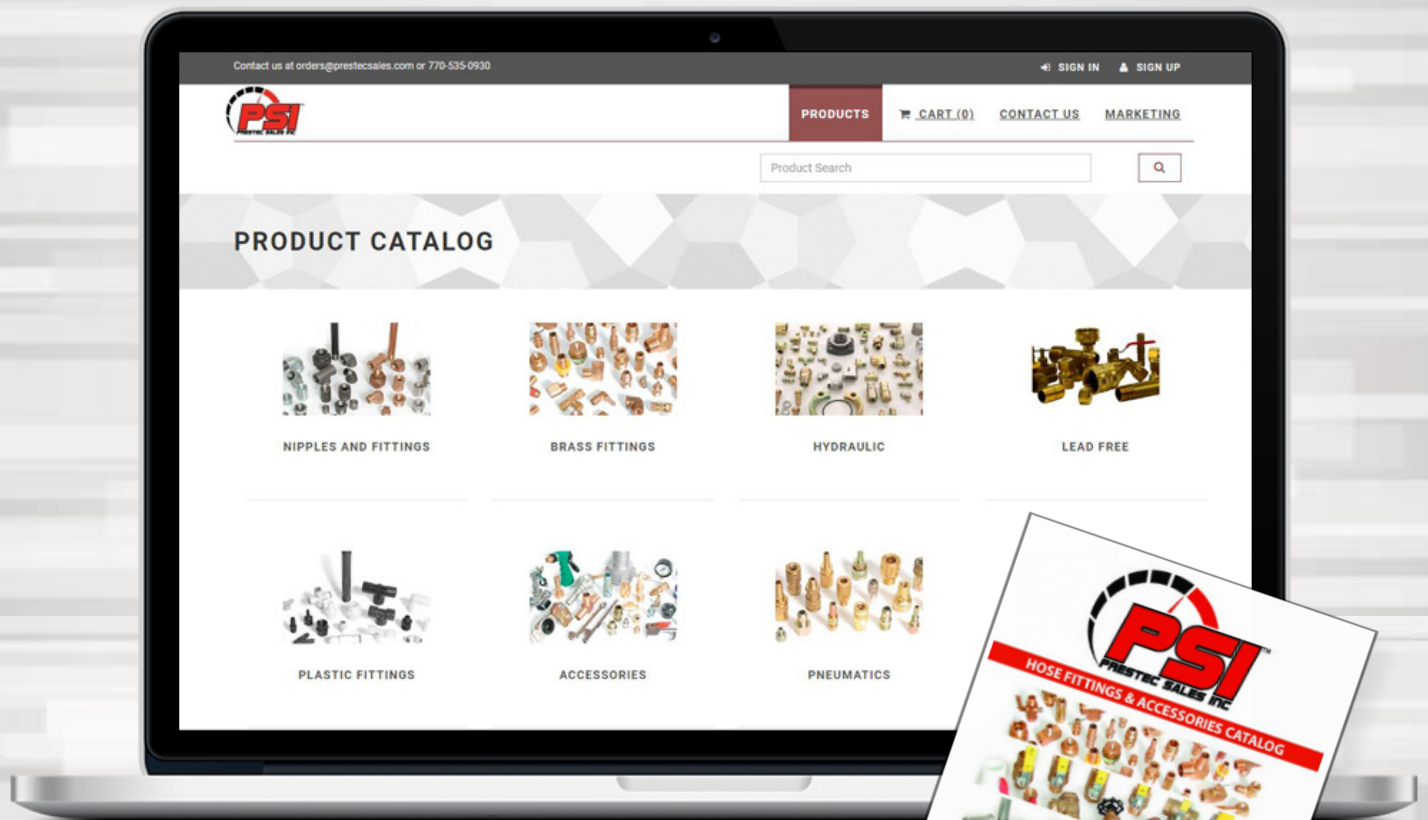 Contact us at orders@prestecsales.com or 770-535-0930
SIGN IN SIGN UP
PSI
PRESTEC SALES INC
PRODUCTS CART (0) CONTACT US MARKETING
Product Search
PRODUCT CATALOG
NIPPLES AND FITTINGS BRASS FITTINGS HYDRAULIC LEAD FREE
PLASTIC FITTINGS ACCESSORIES PNEUMATICS
PSI™
PRESTEC SALES INC
HOSE FITTINGS & ACCESSORIES CATALOG